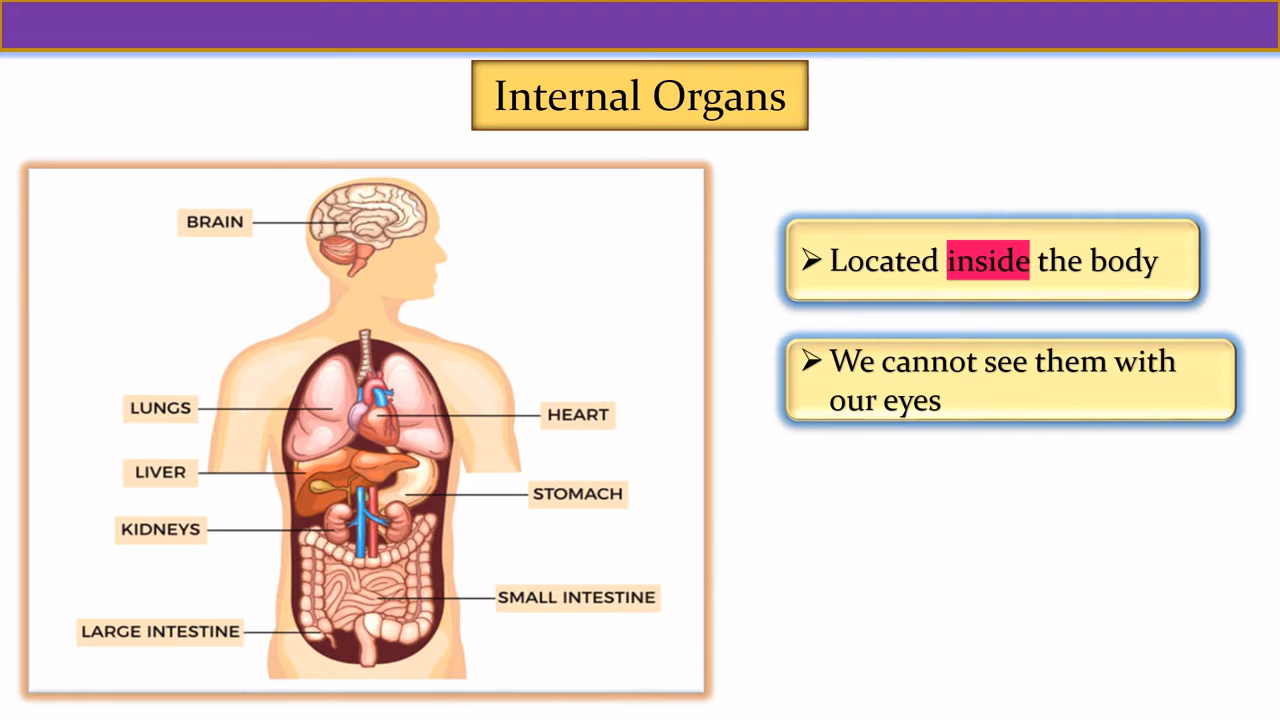 Internal Organs
BRAIN
LUNGS
HEART
LIVER
STOMACH
KIDNEYS
SMALL INTESTINE
LARGE INTESTINE
➢ Located inside the body
➢ We cannot see them with
our eyes